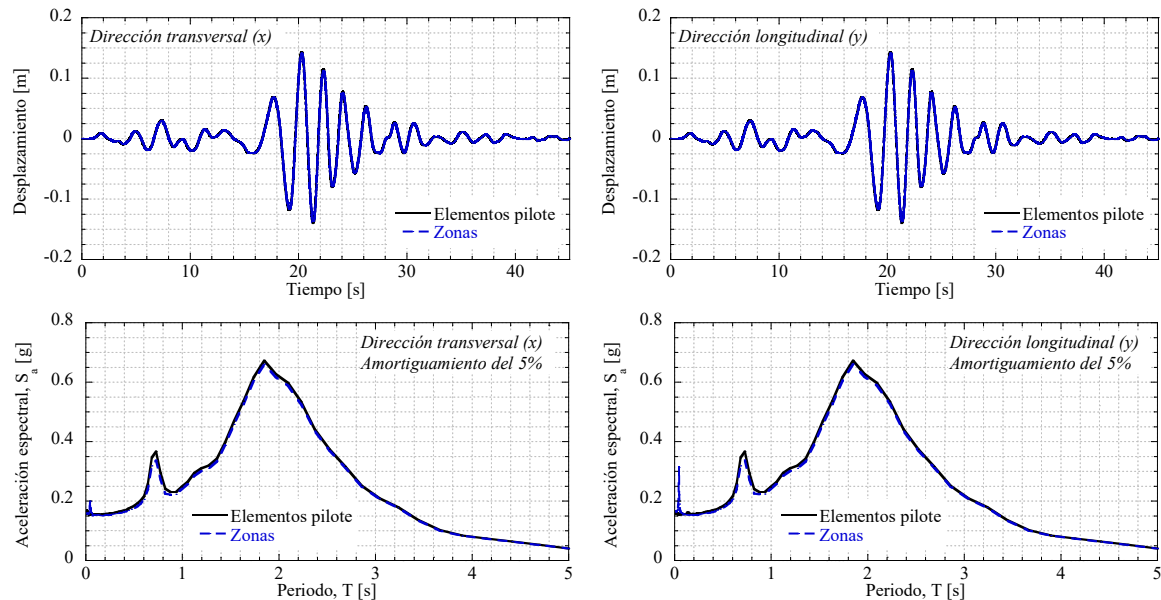 0.2
Dirección transversal (x)
0.1
0
-0.1
-0.2
Desplazamiento [m]
Elementos pilote
Zonas
0 10 20 30 40
Tiempo [s]
0.2
Dirección longitudinal (y)
0.1
0
-0.1
-0.2
Desplazamiento [m]
Elementos pilote
Zonas
0 10 20 30 40
Tiempo [s]
0.8
Dirección transversal (x)
Amortiguamiento del 5%
0.6
0.4
0.2
0
Aceleración espectral, Sa [g]
Elementos pilote
Zonas
0 1 2 3 4 5
Periodo, T [s]
0.8
Dirección longitudinal (y)
Amortiguamiento del 5%
0.6
0.4
0.2
0
Aceleración espectral, Sa [g]
Elementos pilote
Zonas
0 1 2 3 4 5
Periodo, T [s]